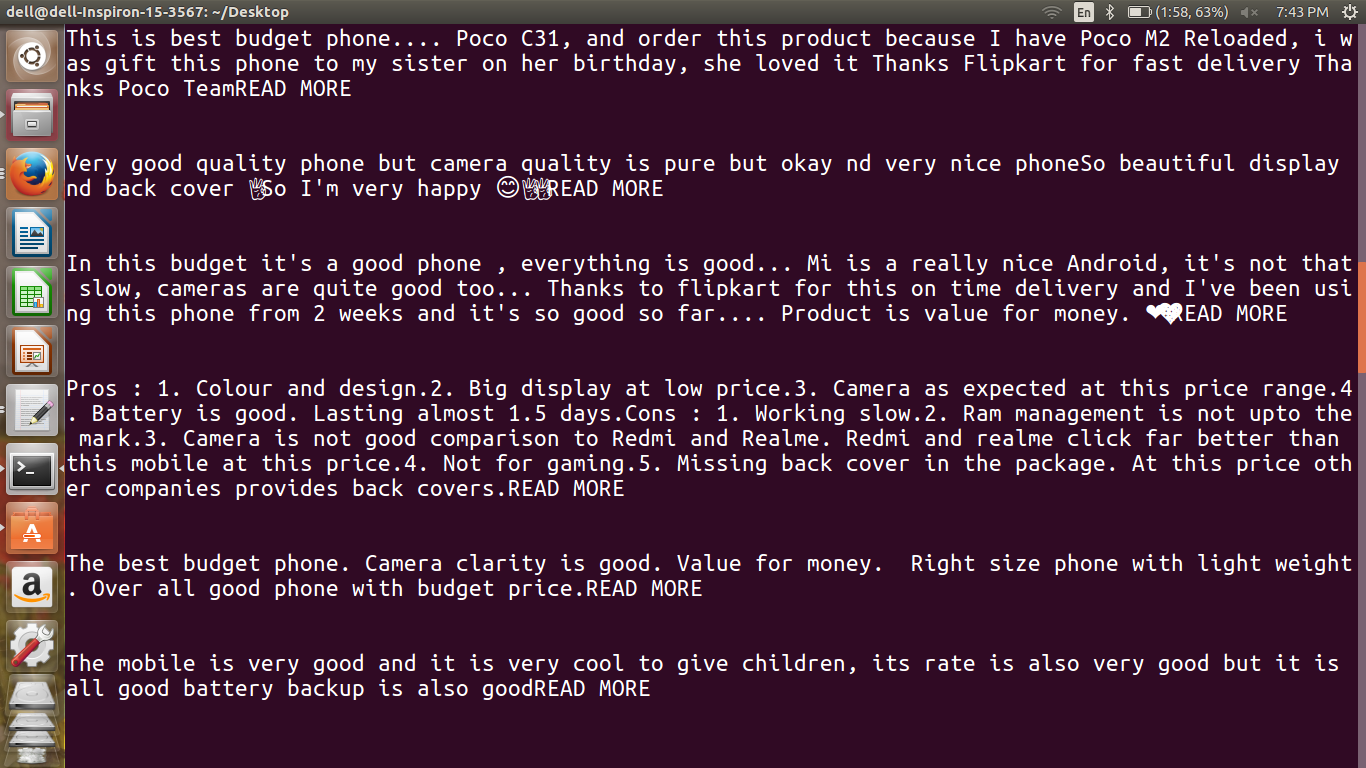 dell@dell-Inspiron-15-3567: ~/Desktop
En
(1:58, 63%)
7:43 PM
This is best budget phone.... Poco C31, and order this product because I have Poco M2 Reloaded, i w
as gift this phone to my sister on her birthday, she loved it Thanks Flipkart for fast delivery Tha
nks Poco TeamREAD MORE
Very good quality phone but camera quality is pure but okay nd very nice phoneSo beautiful display
nd back cover ✌So I'm very happy 😊✌✌READ MORE
In this budget it's a good phone , everything is good... Mi is a really nice Android, it's not that
slow, cameras are quite good too... Thanks to flipkart for this on time delivery and I've been usi
ng this phone from 2 weeks and it's so good so far.... Product is value for money. ❤💙READ MORE
Pros : 1. Colour and design.2. Big display at low price.3. Camera as expected at this price range.4
. Battery is good. Lasting almost 1.5 days.Cons : 1. Working slow.2. Ram management is not upto the
mark.3. Camera is not good comparison to Redmi and Realme. Redmi and realme click far better than
this mobile at this price.4. Not for gaming.5. Missing back cover in the package. At this price oth
er companies provides back covers.READ MORE
The best budget phone. Camera clarity is good. Value for money.  Right size phone with light weight
. Over all good phone with budget price.READ MORE
The mobile is very good and it is very cool to give children, its rate is also very good but it is
all good battery backup is also goodREAD MORE